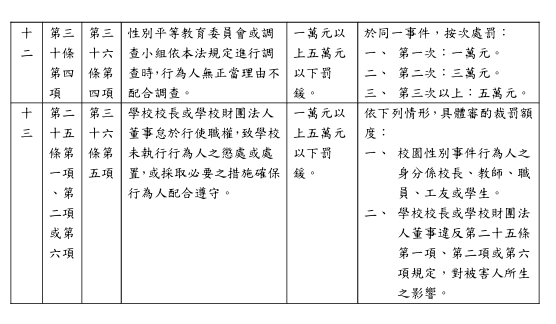 十二
第三十條第四項
第三十六條第四項
性別平等教育委員會或調
查小組依本法規定進行調
查時,行為人無正當理由不
配合調查。
一萬元以
上五萬元
以下罰
鍰。
於同一事件,按次處罰:
一、 第一次:一萬元。
二、 第二次:三萬元。
三、 第三次以上:五萬元。
十三
第二十五條第一項、第二項或第六項
第三十六條第五項
學校校長或學校財團法人
董事怠於行使職權,致學校
未執行行為人之懲處或處
置,或採取必要之措施確保
行為人配合遵守。
一萬元以
上五萬元
以下罰
鍰。
依下列情形,具體審酌裁罰額
度:
一、 校園性別事件行為人之
身分係校長、教師、職
員、工友或學生。
二、 學校校長或學校財團法
人董事違反第二十五條
第一項、第二項或第六
項規定,對被害人所生
之影響。